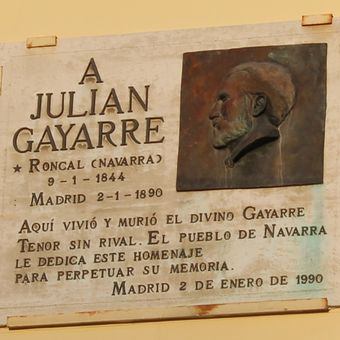 A
JULIAN
GAYARRE
★ RONCAL (NAVARRA)
9-1-1844
MADRID 2-1-1890
AQUÍ VIVIÓ Y MURIÓ EL DIVINO GAYARRE
TENOR SIN RIVAL. EL PUEBLO DE NAVARRA
LE DEDICA ESTE HOMENAJE
PARA PERPETUAR SU MEMORIA.
MADRID 2 DE ENERO DE 1990